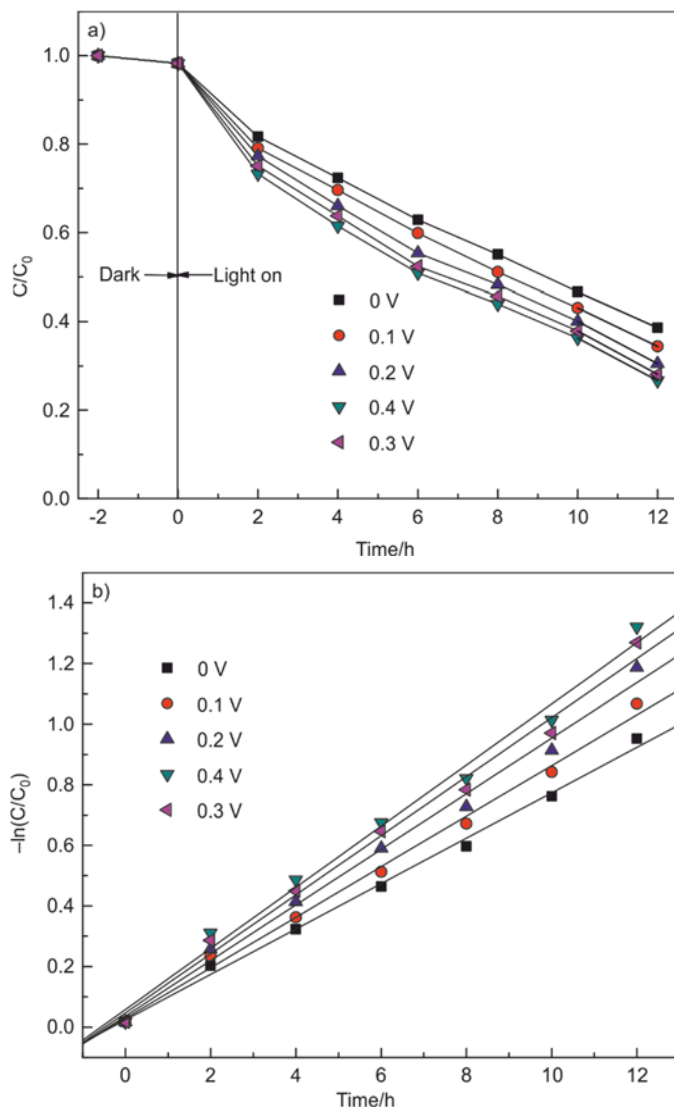 a)
1.0
0.8
0.6
0.4
0.2
0.0
C/C₀
Dark
Light on
0 V
0.1 V
0.2 V
0.4 V
0.3 V
-2 0 2 4 6 8 10 12
Time/h
b)
1.4
1.2
1.0
0.8
0.6
0.4
0.2
0.0
–ln(C/C₀)
0 V
0.1 V
0.2 V
0.4 V
0.3 V
0 2 4 6 8 10 12
Time/h